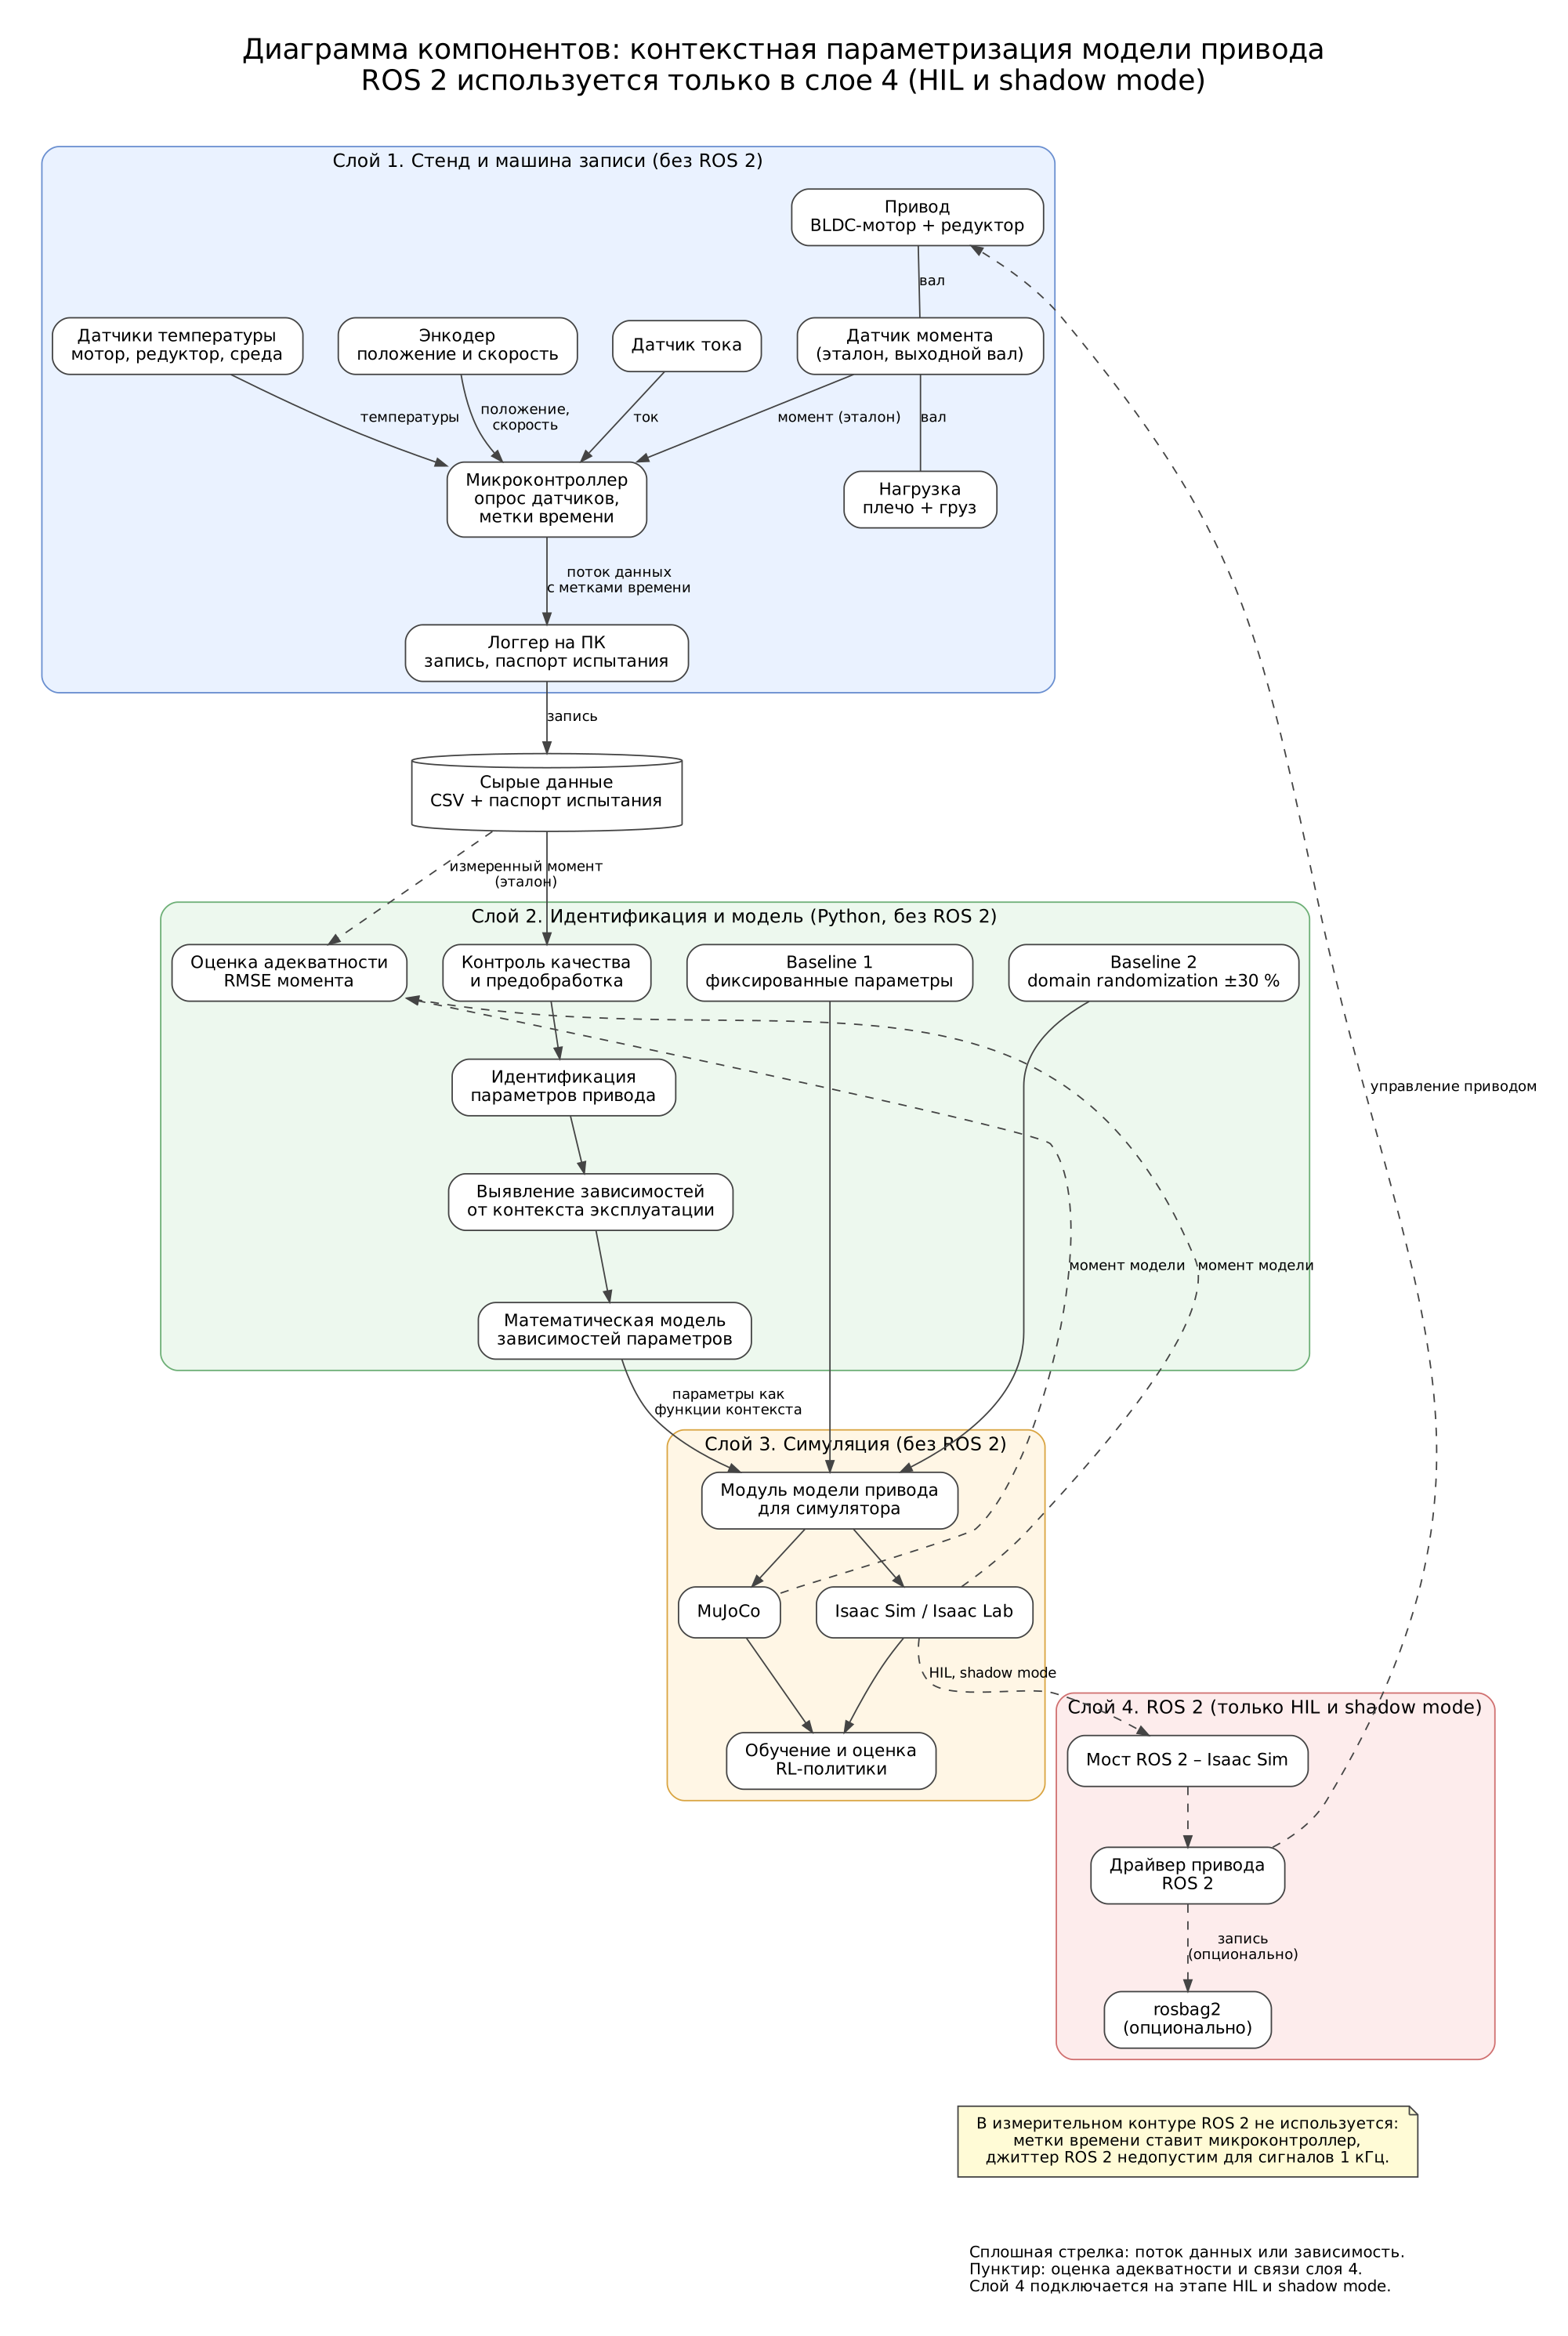 Диаграмма компонентов: контекстная параметризация модели привода
ROS 2 используется только в слое 4 (HIL и shadow mode)
Слой 1. Стенд и машина записи (без ROS 2)
Привод
BLDC-мотор + редуктор
вал
Датчики температуры
мотор, редуктор, среда
Энкодер
положение и скорость
Датчик тока
Датчик момента
(эталон, выходной вал)
температуры
положение,
скорость
ток
момент (эталон)
вал
Микроконтроллер
опрос датчиков,
метки времени
Нагрузка
плечо + груз
поток данных
с метками времени
Логгер на ПК
запись, паспорт испытания
запись
Сырые данные
CSV + паспорт испытания
измеренный момент
(эталон)
Слой 2. Идентификация и модель (Python, без ROS 2)
Оценка адекватности
RMSE момента
Контроль качества
и предобработка
Baseline 1
фиксированные параметры
Baseline 2
domain randomization ±30 %
Идентификация
параметров привода
управление приводом
Выявление зависимостей
от контекста эксплуатации
момент модели
момент модели
Математическая модель
зависимостей параметров
параметры как
функции контекста
Слой 3. Симуляция (без ROS 2)
Модуль модели привода
для симулятора
MuJoCo
Isaac Sim / Isaac Lab
HIL, shadow mode
Слой 4. ROS 2 (только HIL и shadow mode)
Обучение и оценка
RL-политики
Мост ROS 2 – Isaac Sim
Драйвер привода
ROS 2
запись
(опционально)
rosbag2
(опционально)
В измерительном контуре ROS 2 не используется:
метки времени ставит микроконтроллер,
джиттер ROS 2 недопустим для сигналов 1 кГц.
Сплошная стрелка: поток данных или зависимость.
Пунктир: оценка адекватности и связи слоя 4.
Слой 4 подключается на этапе HIL и shadow mode.